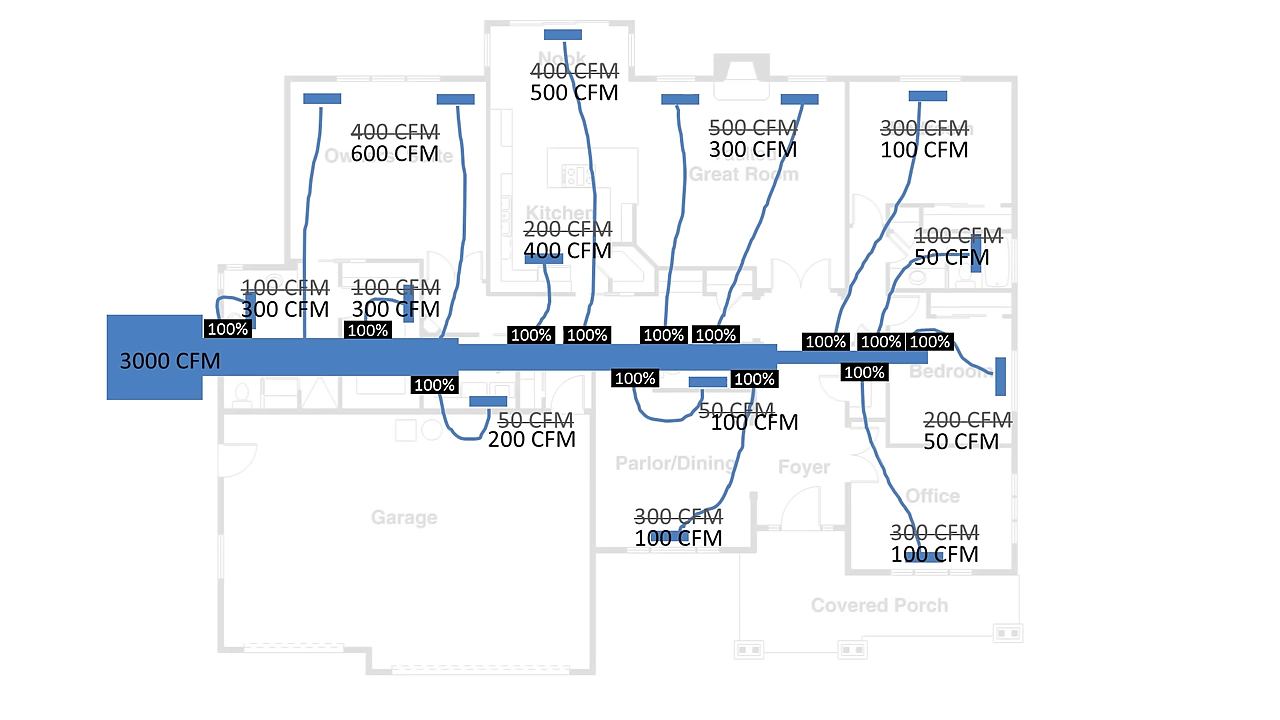 Nook
400 CFM
500 CFM
400 CFM
600 CFM
Owner's Suite
500 CFM
300 CFM
Great Room
300 CFM
100 CFM
Kitchen
200 CFM
400 CFM
100 CFM
50 CFM
100 CFM
300 CFM
100 CFM
300 CFM
100%
100%
100%
100%
100%
100%
100%
100%
100%
3000 CFM
100%
100%
100%
100%
Bedroom
50 CFM
200 CFM
50 CFM
100 CFM
200 CFM
50 CFM
Parlor/Dining
Foyer
Office
Garage
300 CFM
100 CFM
300 CFM
100 CFM
Covered Porch